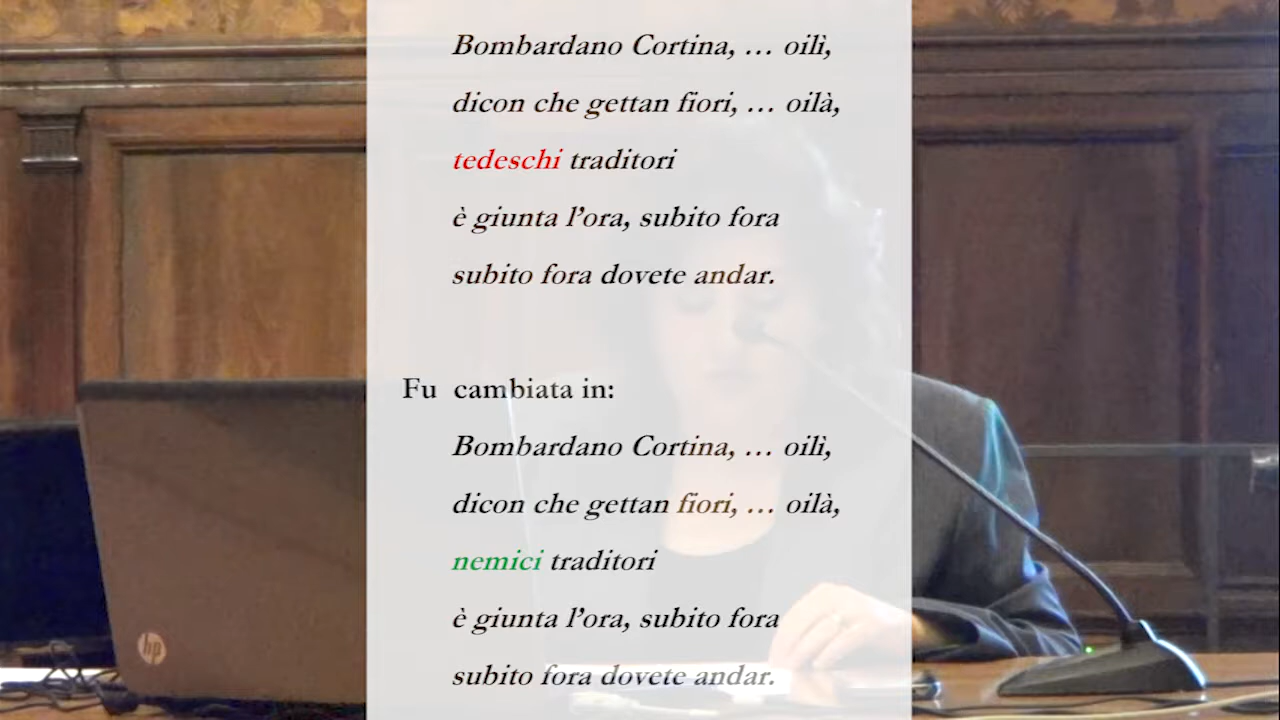 Bombardano Cortina, … oilì,
dicon che gettan fiori, … oilà,
tedeschi traditori
è giunta l’ora, subito fora
subito fora dovete andar.
Fu cambiata in:
Bombardano Cortina, … oilì,
dicon che gettan fiori, … oilà,
nemici traditori
è giunta l’ora, subito fora
subito fora dovete andar.
hp